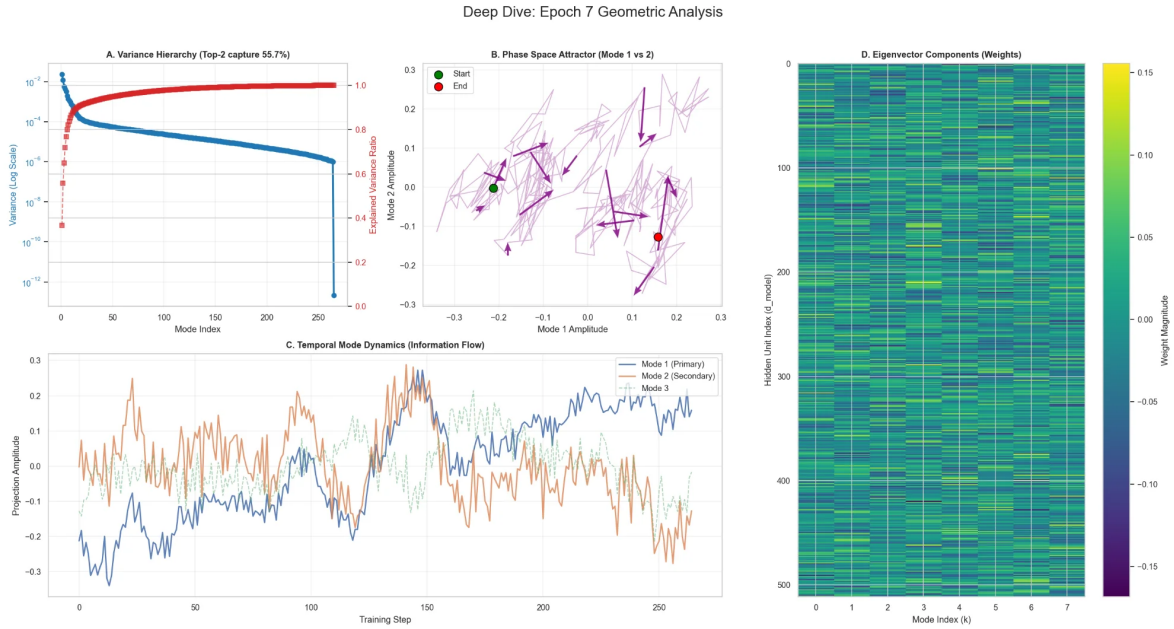 Deep Dive: Epoch 7 Geometric Analysis
A. Variance Hierarchy (Top-2 capture 55.7%)
Variance (Log Scale)
10⁻²
10⁻⁴
10⁻⁶
10⁻⁸
10⁻¹⁰
10⁻¹²
1.0
0.8
0.6
0.4
0.2
0.0
Explained Variance Ratio
0 50 100 150 200 250
Mode Index
B. Phase Space Attractor (Mode 1 vs 2)
Start
End
Mode 2 Amplitude
0.3
0.2
0.1
0.0
−0.1
−0.2
−0.3
−0.3 −0.2 −0.1 0.0 0.1 0.2 0.3
Mode 1 Amplitude
C. Temporal Mode Dynamics (Information Flow)
Mode 1 (Primary)
Mode 2 (Secondary)
Mode 3
Projection Amplitude
0.3
0.2
0.1
0.0
−0.1
−0.2
−0.3
0 50 100 150 200 250
Training Step
D. Eigenvector Components (Weights)
Hidden Unit Index (d_model)
0
100
200
300
400
500
0 1 2 3 4 5 6 7
Mode Index (k)
0.15
0.10
0.05
0.00
−0.05
−0.10
−0.15
Weight Magnitude